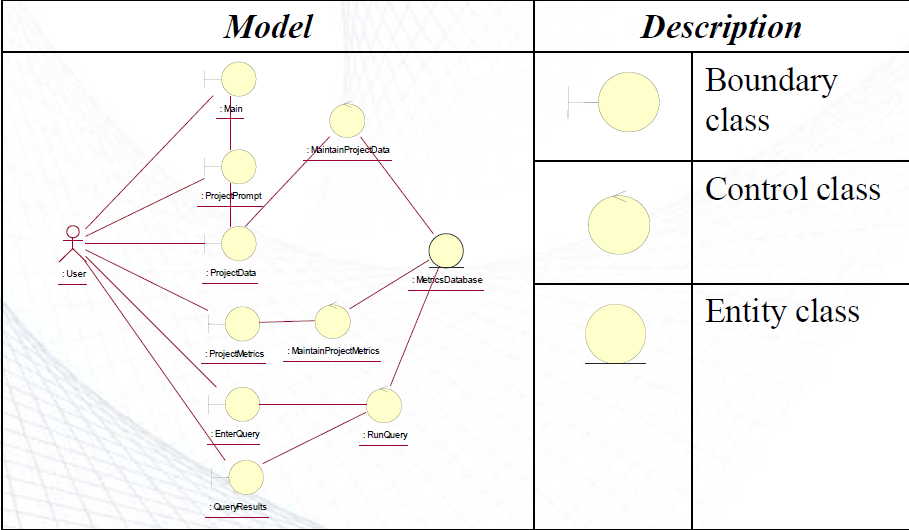 Model
Description
: Main
: MaintainProjectData
: ProjectPrompt
: User
: ProjectData
: MetricsDatabase
: ProjectMetrics
: MaintainProjectMetrics
: EnterQuery
: RunQuery
: QueryResults
Boundary
class
Control class
Entity class